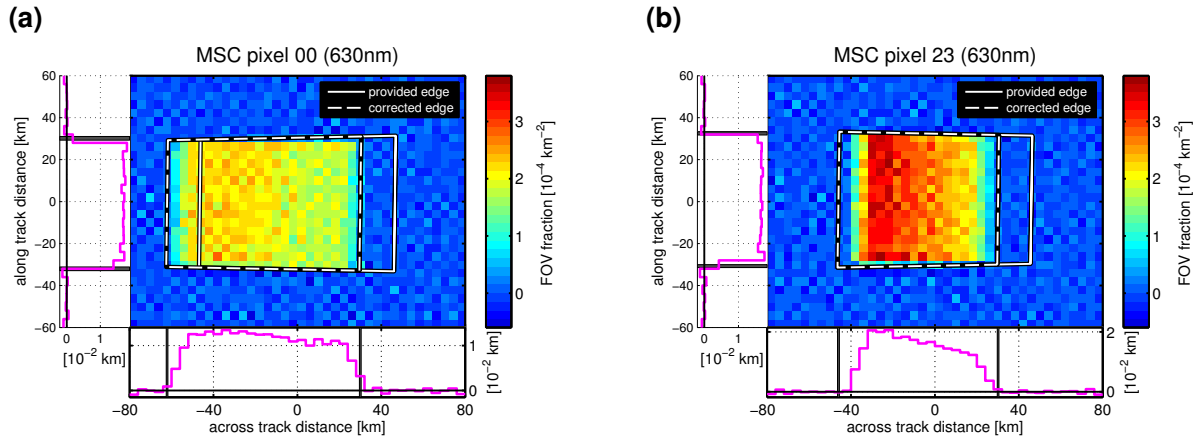 (a)
MSC pixel 00 (630nm)
provided edge
corrected edge
along track distance [km]
60
40
20
0
−20
−40
−60
0 1
[10⁻² km]
FOV fraction [10⁻⁴ km⁻²]
3
2
1
0
1
0
[10⁻² km]
−80 −40 0 40 80
across track distance [km]
(b)
MSC pixel 23 (630nm)
provided edge
corrected edge
along track distance [km]
60
40
20
0
−20
−40
−60
0 1
[10⁻² km]
FOV fraction [10⁻⁴ km⁻²]
3
2
1
0
2
0
[10⁻² km]
−80 −40 0 40 80
across track distance [km]